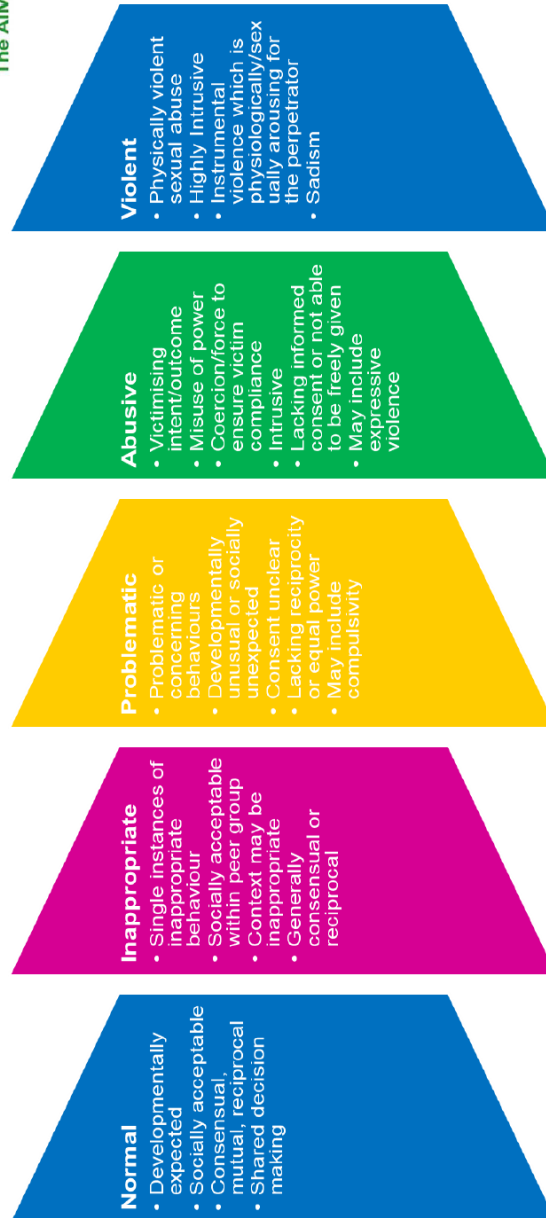 The AIM
Normal
• Developmentally
expected
• Socially acceptable
• Consensual,
mutual, reciprocal
• Shared decision
making
Inappropriate
• Single instances of
inappropriate
behaviour
• Socially acceptable
within peer group
• Context may be
inappropriate
• Generally
consensual or
reciprocal
Problematic
• Problematic or
concerning
behaviours
• Developmentally
unusual or socially
unexpected
• Consent unclear
• Lacking reciprocity
or equal power
• May include
compulsivity
Abusive
• Victimising
intent/outcome
• Misuse of power
• Coercion/force to
ensure victim
compliance
• Intrusive
• Lacking informed
consent or not able
to be freely given
• May include
expressive
violence
Violent
• Physically violent
sexual abuse
• Highly Intrusive
• Instrumental
violence which is
physiologically/sex
ually arousing for
the perpetrator
• Sadism